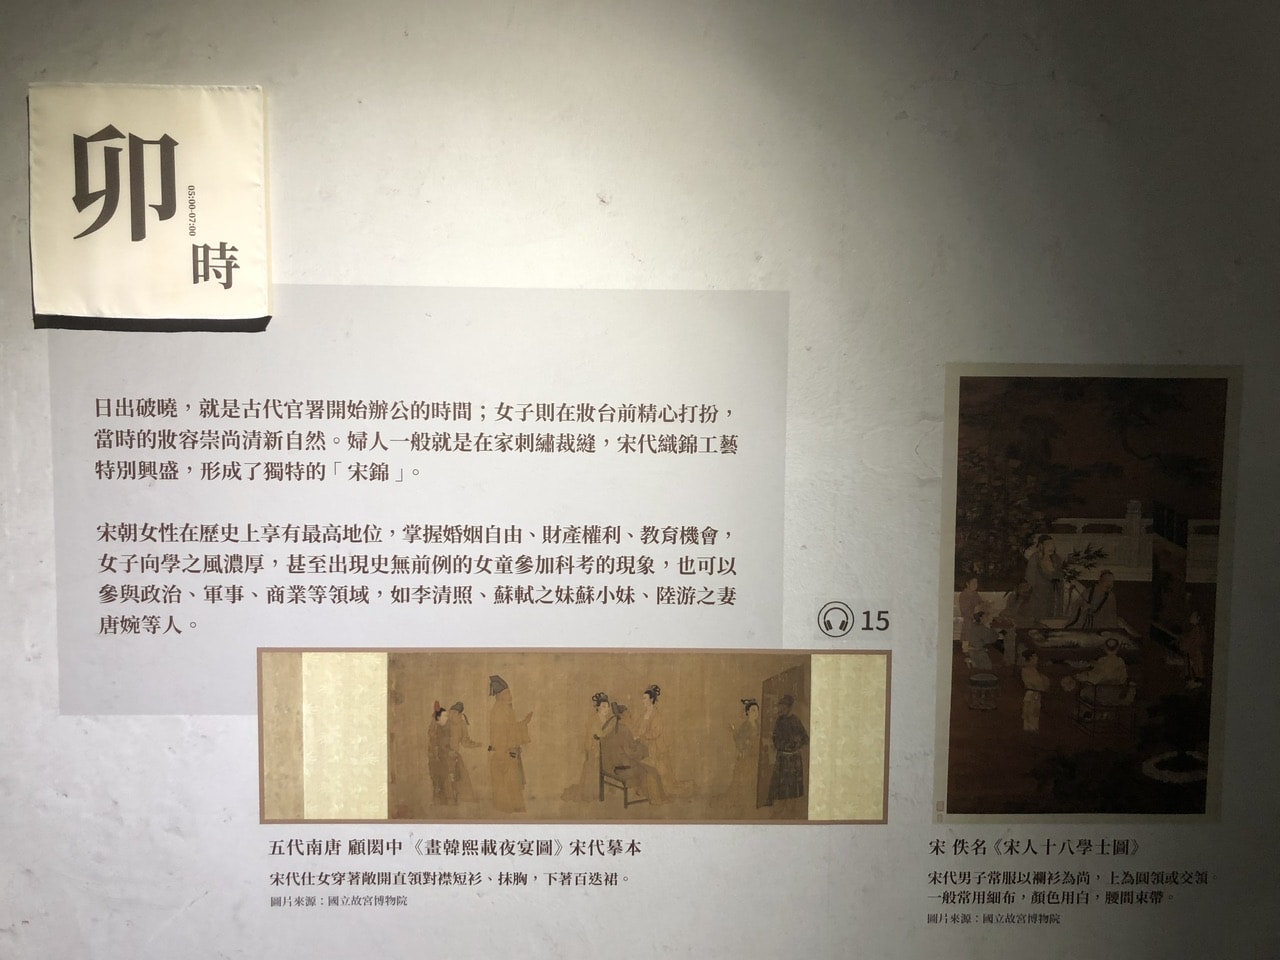 卯
05:00-07:00
時
日出破曉，就是古代官署開始辦公的時間；女子則在妝台前精心打扮，
當時的妝容崇尚清新自然。婦人一般就是在家刺繡裁縫，宋代織錦工藝
特別興盛，形成了獨特的「宋錦」。
宋朝女性在歷史上享有最高地位，掌握婚姻自由、財產權利、教育機會，
女子向學之風濃厚，甚至出現史無前例的女童參加科考的現象，也可以
參與政治、軍事、商業等領域，如李清照、蘇軾之妹蘇小妹、陸游之妻
唐婉等人。
15
五代南唐 顧閎中《畫韓熙載夜宴圖》宋代摹本
宋代仕女穿著敞開直領對襟短衫、抹胸，下著百迭裙。
圖片來源：國立故宮博物院
宋 佚名《宋人十八學士圖》
宋代男子常服以襴衫為尚，上為圓領或交領。
一般常用細布，顏色用白，腰間束帶。
圖片來源：國立故宮博物院